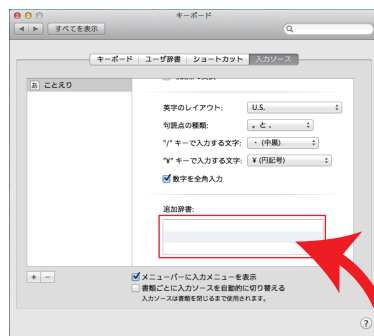 キーボード
すべてを表示
キーボード ユーザ辞書 ショートカット 入力ソース
あ ことえり
英字のレイアウト: U.S.
句読点の種類: 。と、
"/" キーで入力する文字: ・(中黒)
"¥" キーで入力する文字: ¥ (円記号)
数字を全角入力
追加辞書:
+ −
メニューバーに入力メニューを表示
書類ごとに入力ソースを自動的に切り替える
入力ソースは書類を閉じるまで使用されます。
?